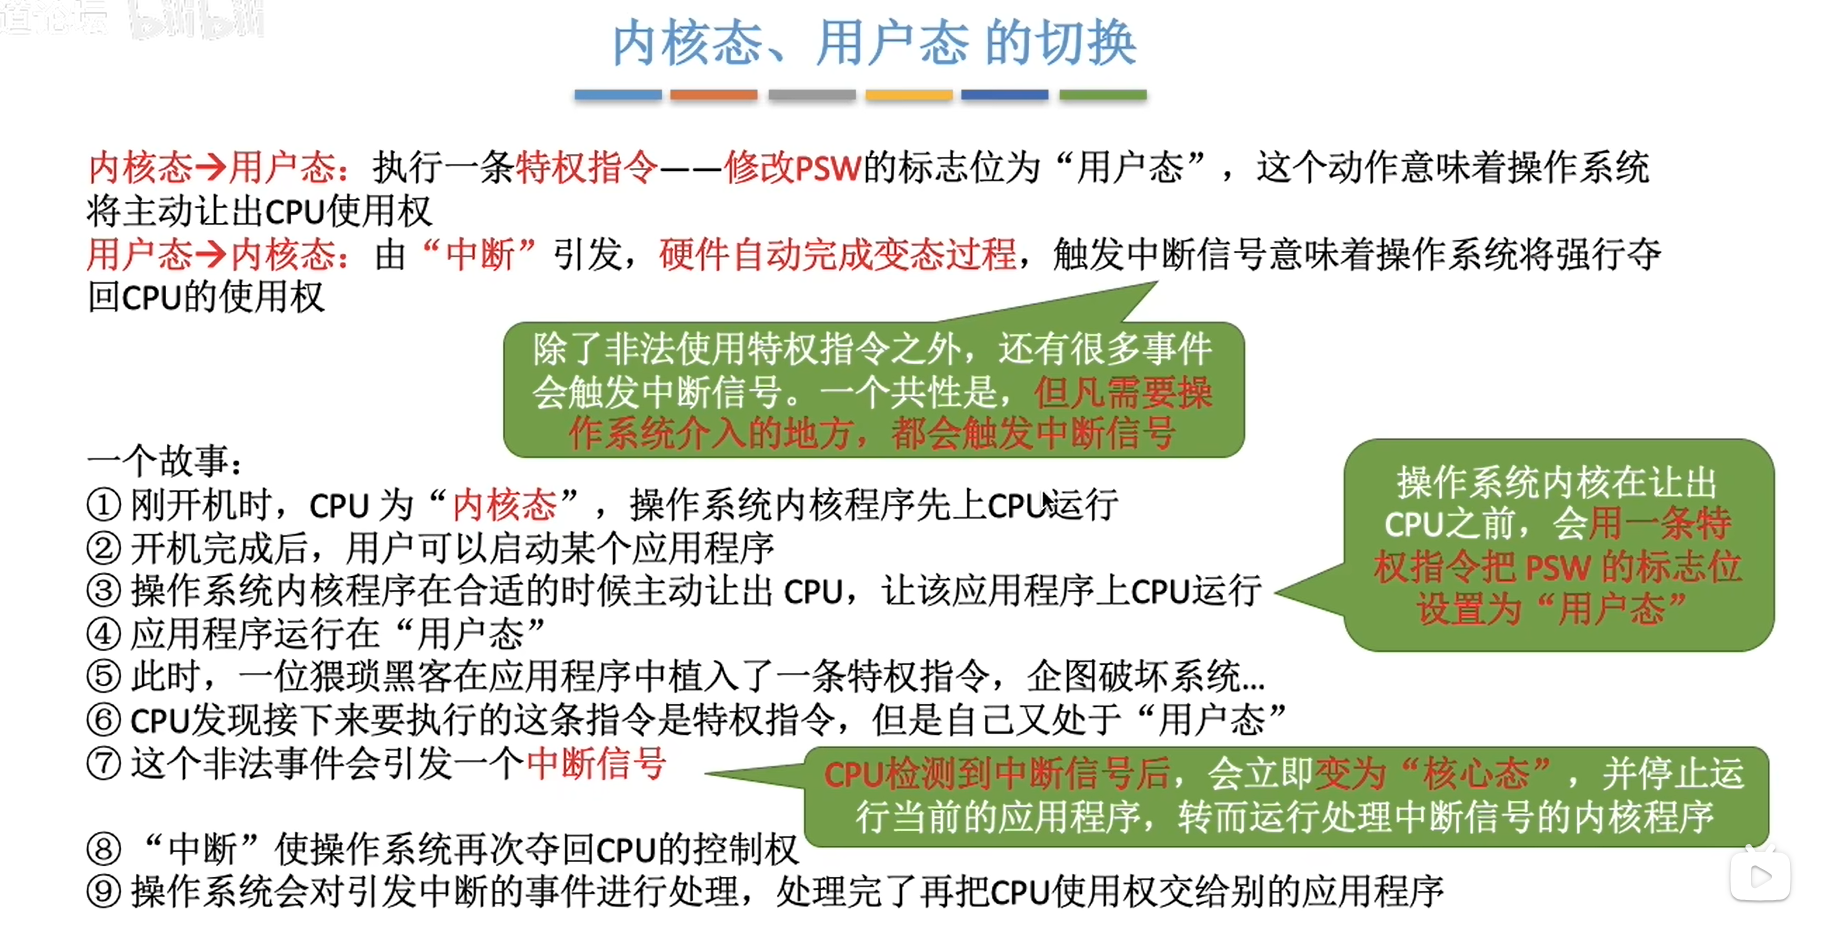 道论坛
bilibili
内核态、用户态 的切换
内核态→用户态：执行一条特权指令——修改PSW的标志位为“用户态”，这个动作意味着操作系统
将主动让出CPU使用权
用户态→内核态：由“中断”引发，硬件自动完成变态过程，触发中断信号意味着操作系统将强行夺
回CPU的使用权
除了非法使用特权指令之外，还有很多事件
会触发中断信号。一个共性是，但凡需要操
作系统介入的地方，都会触发中断信号
一个故事：
① 刚开机时，CPU 为“内核态”，操作系统内核程序先上CPU运行
② 开机完成后，用户可以启动某个应用程序
③ 操作系统内核程序在合适的时候主动让出 CPU，让该应用程序上CPU运行
④ 应用程序运行在“用户态”
⑤ 此时，一位猥琐黑客在应用程序中植入了一条特权指令，企图破坏系统...
⑥ CPU发现接下来要执行的这条指令是特权指令，但是自己又处于“用户态”
⑦ 这个非法事件会引发一个中断信号
⑧ “中断”使操作系统再次夺回CPU的控制权
⑨ 操作系统会对引发中断的事件进行处理，处理完了再把CPU使用权交给别的应用程序
操作系统内核在让出
CPU之前，会用一条特
权指令把 PSW 的标志位
设置为“用户态”
CPU检测到中断信号后，会立即变为“核心态”，并停止运
行当前的应用程序，转而运行处理中断信号的内核程序